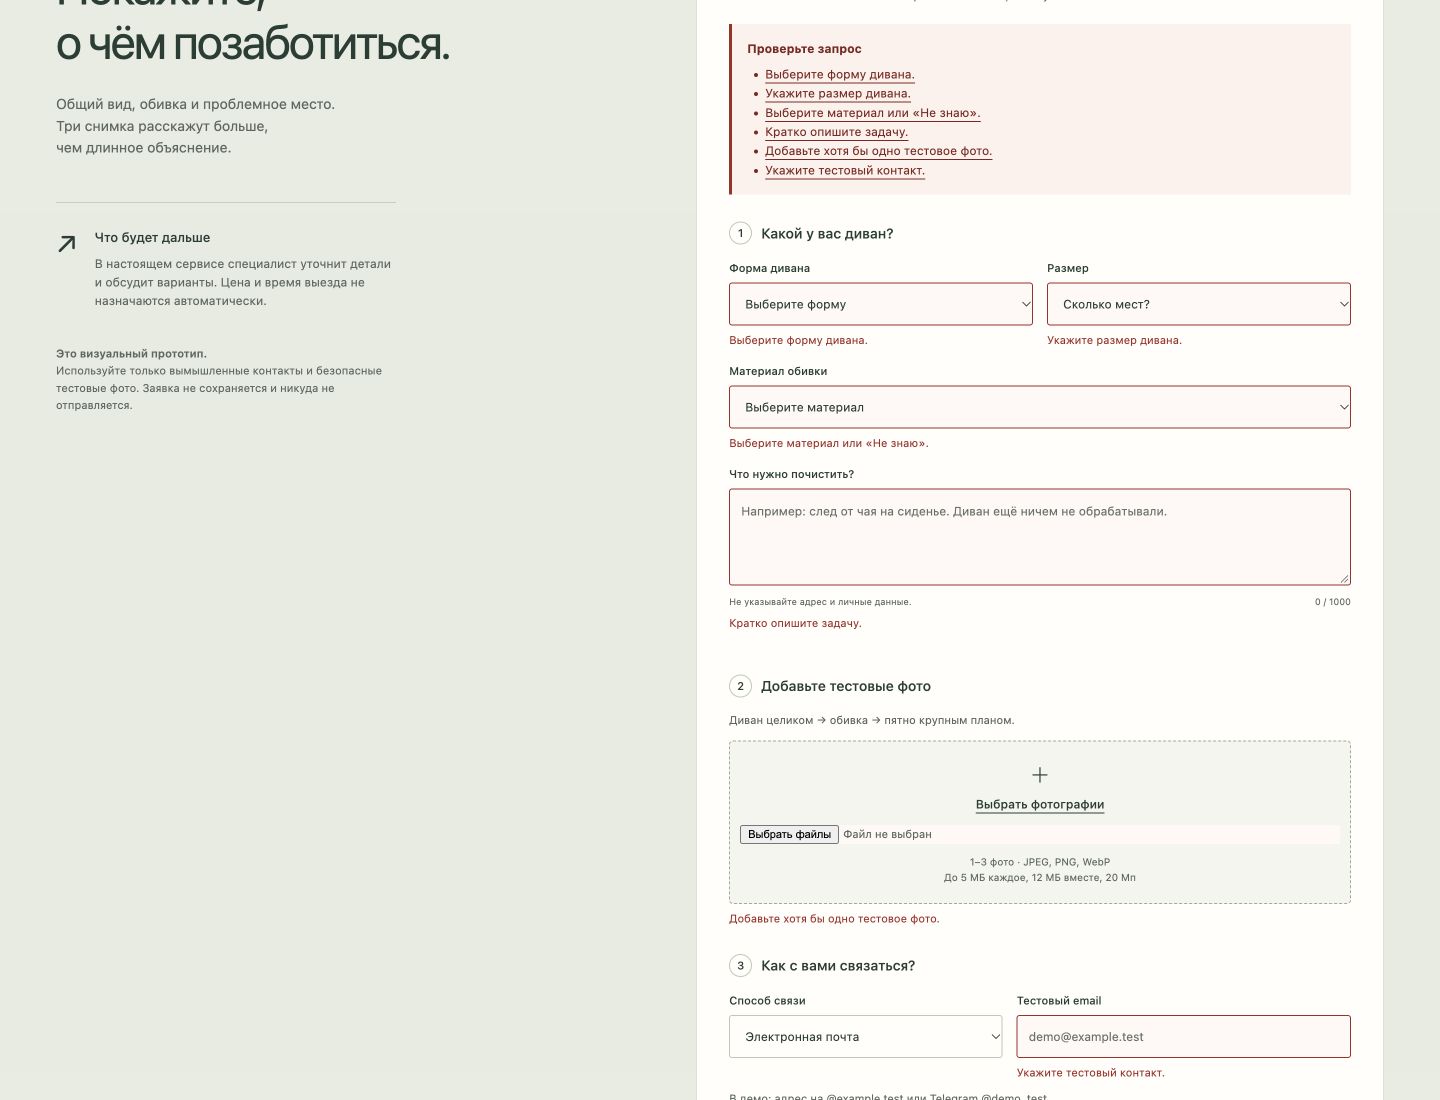 Покажите,
о чём позаботиться.
Общий вид, обивка и проблемное место.
Три снимка расскажут больше,
чем длинное объяснение.
Что будет дальше
В настоящем сервисе специалист уточнит детали
и обсудит варианты. Цена и время выезда не
назначаются автоматически.
Это визуальный прототип.
Используйте только вымышленные контакты и безопасные
тестовые фото. Заявка не сохраняется и никуда не
отправляется.
Проверьте запрос
Выберите форму дивана.
Укажите размер дивана.
Выберите материал или «Не знаю».
Кратко опишите задачу.
Добавьте хотя бы одно тестовое фото.
Укажите тестовый контакт.
1 Какой у вас диван?
Форма дивана
Размер
Выберите форму
Сколько мест?
Выберите форму дивана.
Укажите размер дивана.
Материал обивки
Выберите материал
Выберите материал или «Не знаю».
Что нужно почистить?
Например: след от чая на сиденье. Диван ещё ничем не обрабатывали.
Не указывайте адрес и личные данные.
0 / 1000
Кратко опишите задачу.
2 Добавьте тестовые фото
Диван целиком → обивка → пятно крупным планом.
Выбрать фотографии
Выбрать файлы Файл не выбран
1–3 фото · JPEG, PNG, WebP
До 5 МБ каждое, 12 МБ вместе, 20 Мп
Добавьте хотя бы одно тестовое фото.
3 Как с вами связаться?
Способ связи
Тестовый email
Электронная почта
demo@example.test
Укажите тестовый контакт.
В демо: адрес на @example.test или Telegram @demo_test